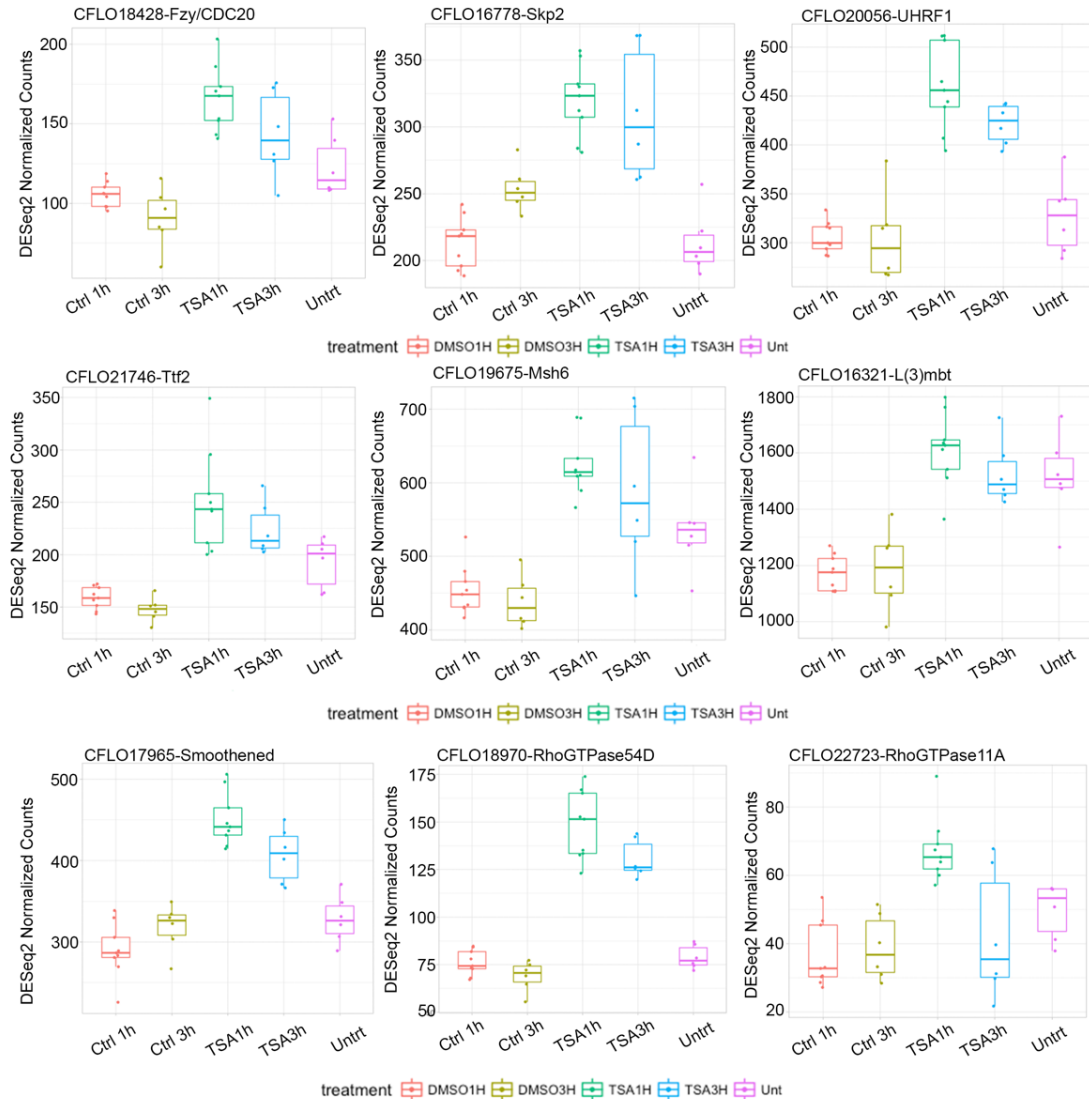 CFLO18428-Fzy/CDC20
CFLO16778-Skp2
CFLO20056-UHRF1
DESeq2 Normalized Counts
200
150
100
Ctrl 1h
Ctrl 3h
TSA1h
TSA3H
Untrt
DESeq2 Normalized Counts
350
300
250
200
Ctrl 1h
Ctrl 3h
TSA1h
TSA3H
Untrt
DESeq2 Normalized Counts
500
450
400
350
300
Ctrl 1h
Ctrl 3h
TSA1h
TSA3H
Untrt
treatment DMSO1H DMSO3H TSA1H TSA3H Unt
CFLO21746-Ttf2
CFLO19675-Msh6
CFLO16321-L(3)mbt
DESeq2 Normalized Counts
350
300
250
200
150
Ctrl 1h
Ctrl 3h
TSA1h
TSA3h
Untrt
DESeq2 Normalized Counts
700
600
500
400
Ctrl 1h
Ctrl 3h
TSA1h
TSA3h
Untrt
DESeq2 Normalized Counts
1800
1600
1400
1200
1000
Ctrl 1h
Ctrl 3h
TSA1h
TSA3h
Untrt
treatment DMSO1H DMSO3H TSA1H TSA3H Unt
CFLO17965-Smoothened
CFLO18970-RhoGTPase54D
CFLO22723-RhoGTPase11A
DESeq2 Normalized Counts
500
400
300
Ctrl 1h
Ctrl 3h
TSA1h
TSA3h
Untrt
DESeq2 Normalized Counts
175
150
125
100
75
50
Ctrl 1h
Ctrl 3h
TSA1h
TSA3h
Untrt
DESeq2 Normalized Counts
80
60
40
20
Ctrl 1h
Ctrl 3h
TSA1h
TSA3h
Untrt
treatment DMSO1H DMSO3H TSA1H TSA3H Unt